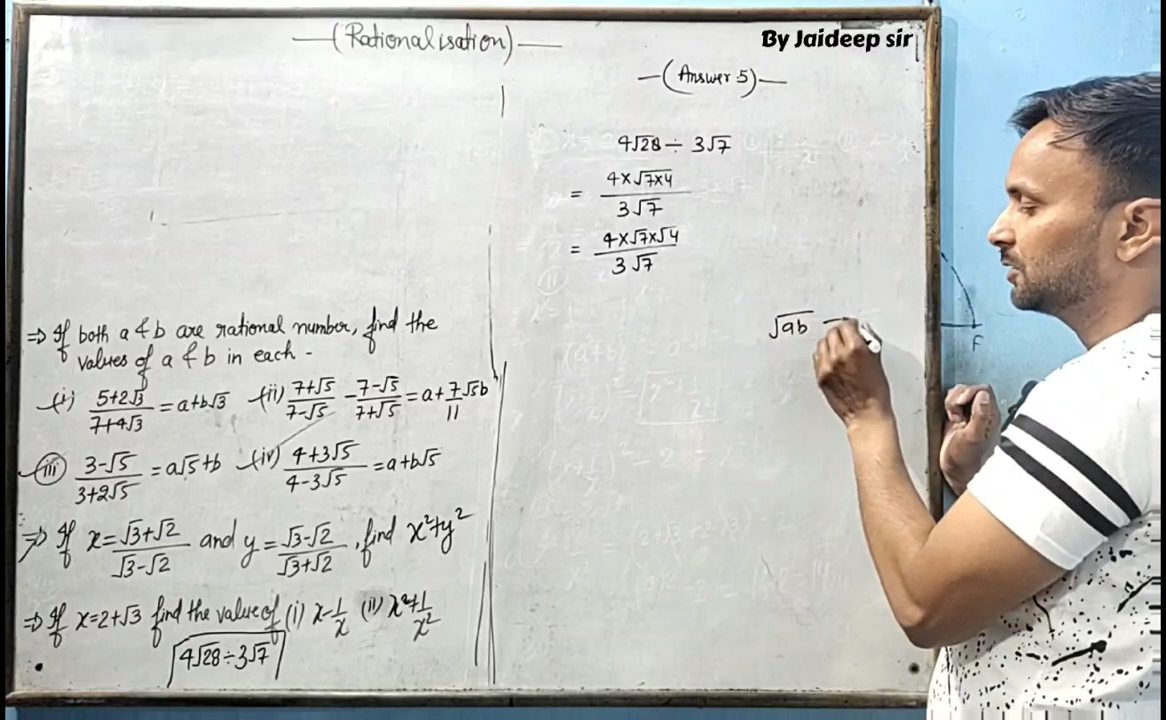 (Rationalisation)
By Jaideep sir
(Answer 5)
4√28 ÷ 3√7
= 4×√7×4 / 3√7
= 4×√7×√4 / 3√7
√ab =
⇒ If both a & b are rational number, find the
values of a & b in each -
(i) 5+2√3 / 7+4√3 = a+b√3 (ii) 7+√5 / 7-√5 - 7-√5 / 7+√5 = a+7/11 √5b
(iii) 3-√5 / 3+2√5 = a√5+b (iv) 4+3√5 / 4-3√5 = a+b√5
⇒ If x = √3+√2 / √3-√2 and y = √3-√2 / √3+√2, find x²+y²
⇒ If x=2+√3 find the value of (i) x-1/x (ii) x²+1/x²
4√28÷3√7
F